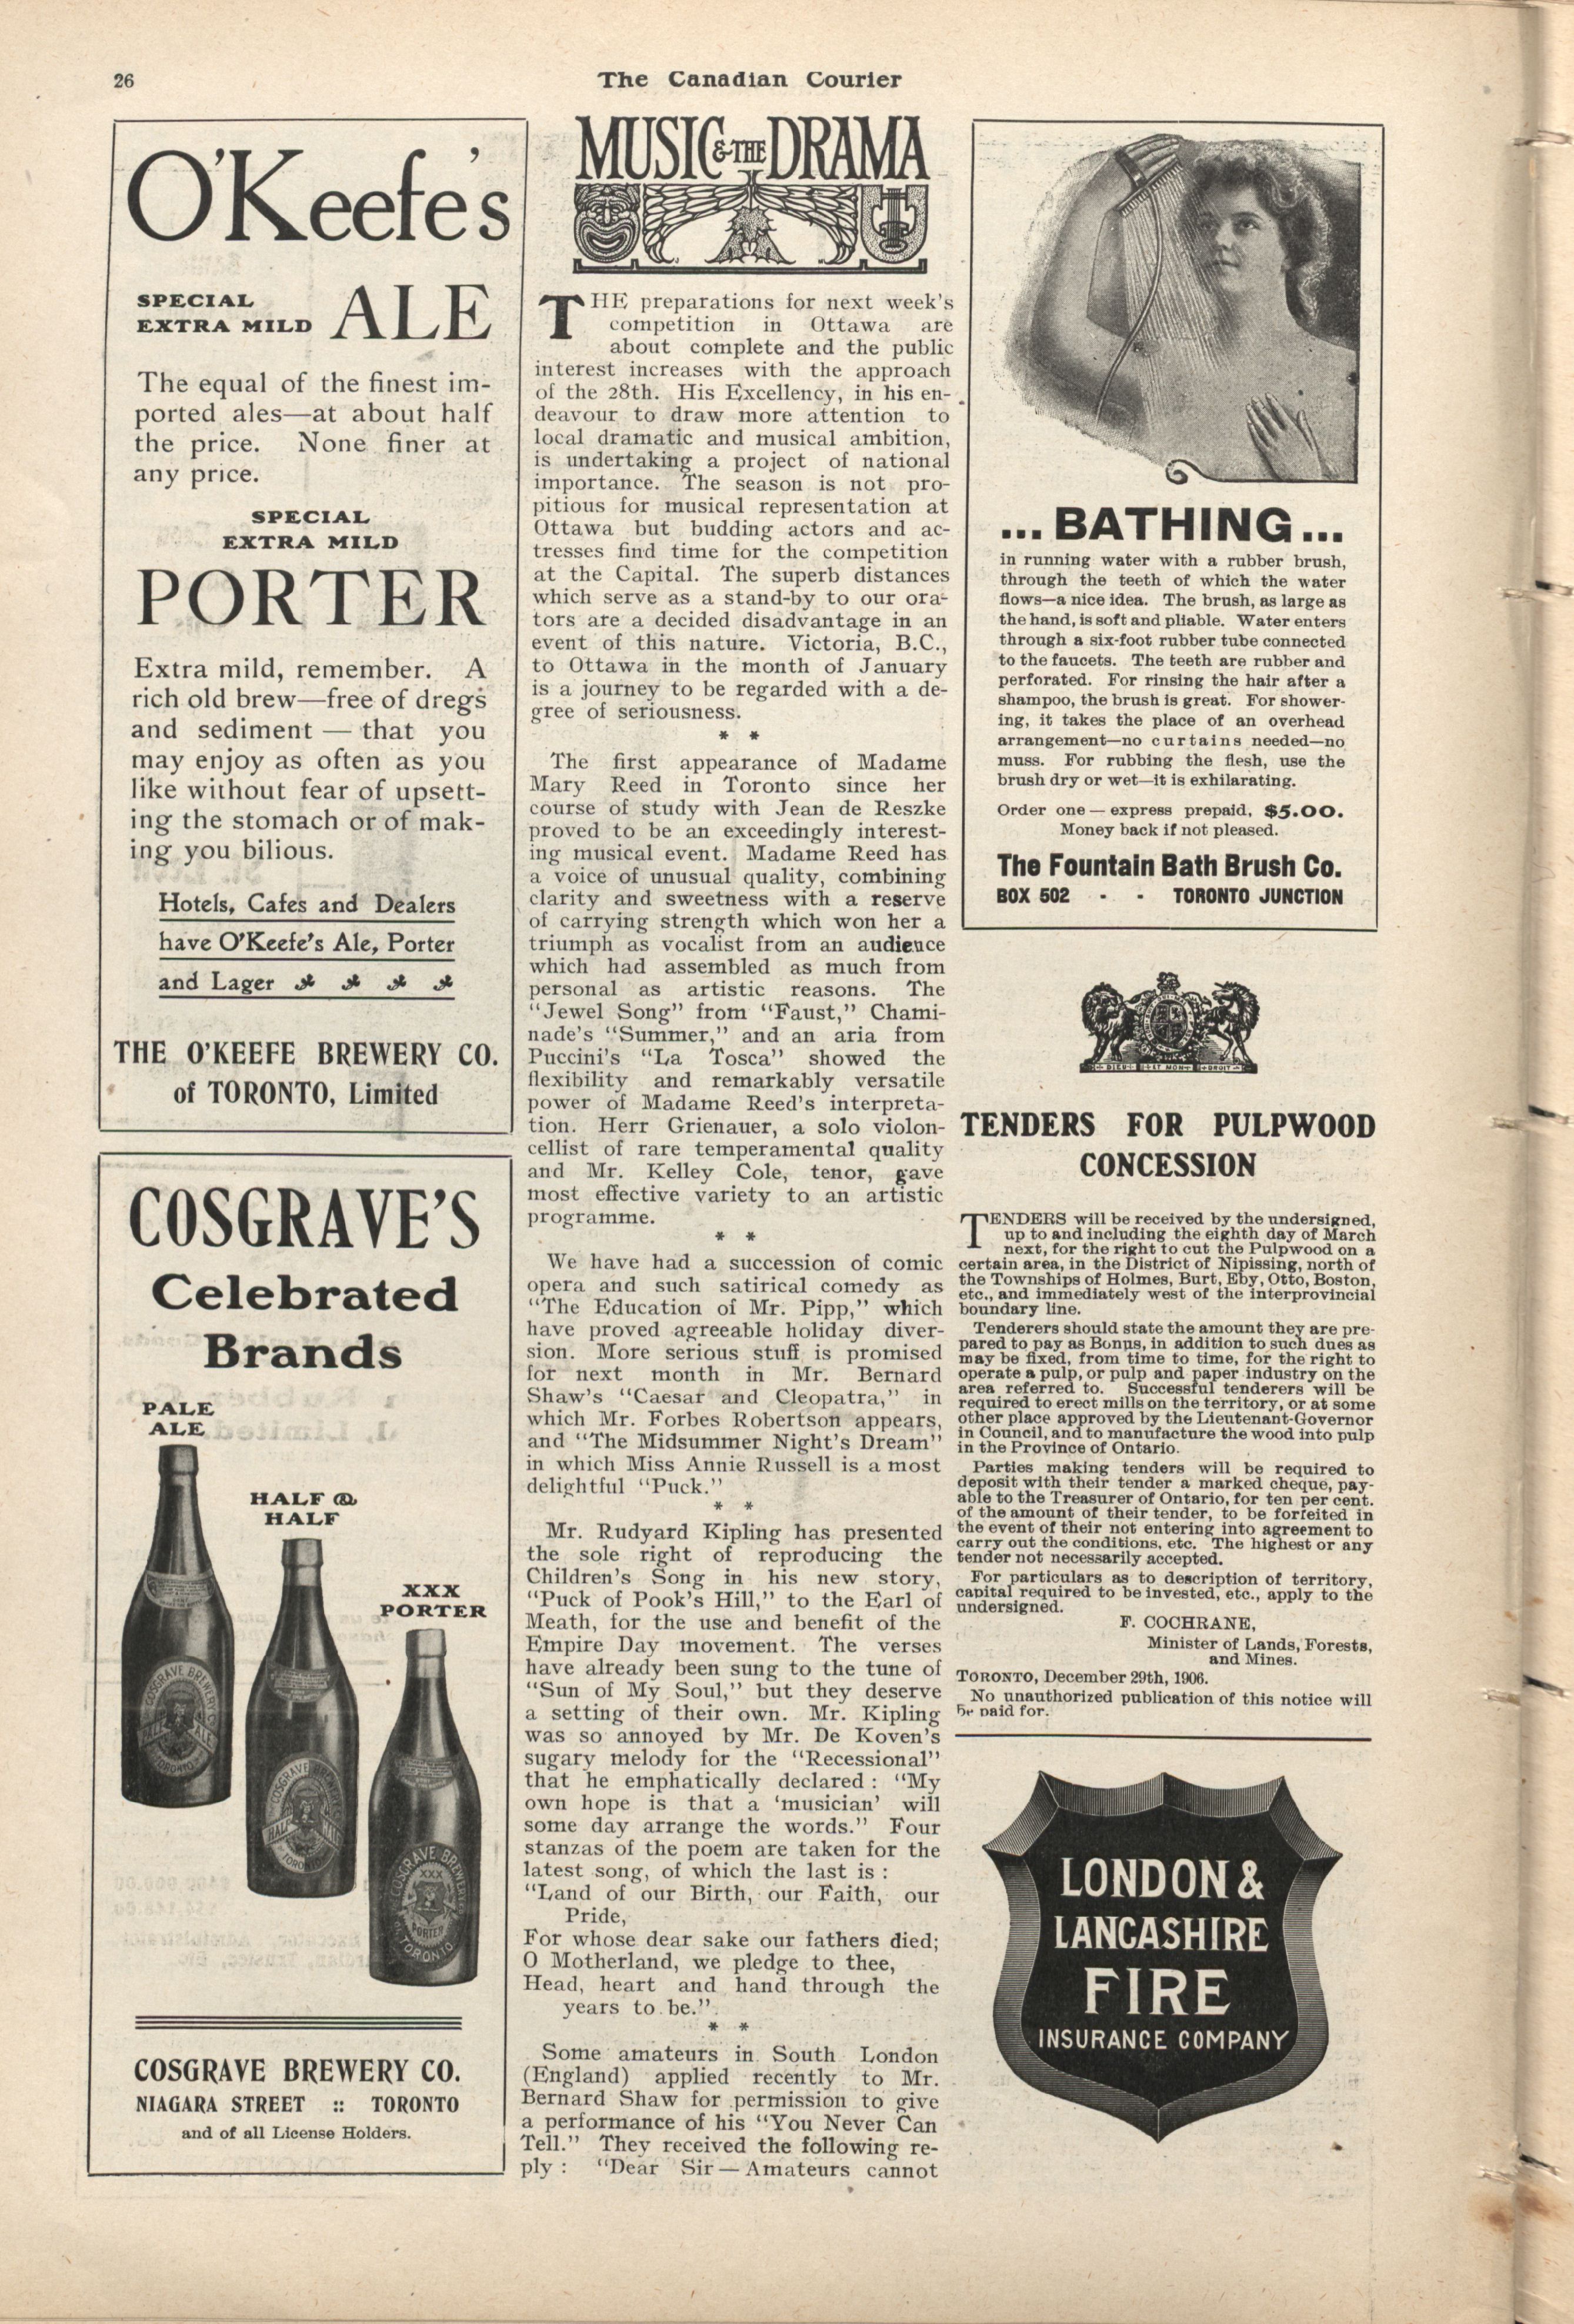 26
The Canadian Courier
O'Keefe's
SPECIAL
EXTRA MILD ALE
The equal of the finest im-
ported ales—at about half
the price. None finer at
any price.
SPECIAL
EXTRA MILD
PORTER
Extra mild, remember. A
rich old brew—free of dregs
and sediment — that you
may enjoy as often as you
like without fear of upsett-
ing the stomach or of mak-
ing you bilious.
Hotels, Cafes and Dealers
have O'Keefe's Ale, Porter
and Lager
THE O'KEEFE BREWERY CO.
of TORONTO, Limited
COSGRAVE'S
Celebrated
Brands
PALE
ALE
HALF @
HALF
XXX
PORTER
COSGRAVE BREWERY CO.
NIAGARA STREET :: TORONTO
and of all License Holders.
MUSIC & THE DRAMA
THE preparations for next week's
competition in Ottawa are
about complete and the public
interest increases with the approach
of the 28th. His Excellency, in his en-
deavour to draw more attention to
local dramatic and musical ambition,
is undertaking a project of national
importance. The season is not pro-
pitious for musical representation at
Ottawa but budding actors and ac-
tresses find time for the competition
at the Capital. The superb distances
which serve as a stand-by to our ora-
tors are a decided disadvantage in an
event of this nature. Victoria, B.C.,
to Ottawa in the month of January
is a journey to be regarded with a de-
gree of seriousness.
* *
The first appearance of Madame
Mary Reed in Toronto since her
course of study with Jean de Reszke
proved to be an exceedingly interest-
ing musical event. Madame Reed has
a voice of unusual quality, combining
clarity and sweetness with a reserve
of carrying strength which won her a
triumph as vocalist from an audience
which had assembled as much from
personal as artistic reasons. The
"Jewel Song" from "Faust," Chami-
nade's "Summer," and an aria from
Puccini's "La Tosca" showed the
flexibility and remarkably versatile
power of Madame Reed's interpreta-
tion. Herr Grienauer, a solo violon-
cellist of rare temperamental quality
and Mr. Kelley Cole, tenor, gave
most effective variety to an artistic
programme.
* *
We have had a succession of comic
opera and such satirical comedy as
"The Education of Mr. Pipp," which
have proved agreeable holiday diver-
sion. More serious stuff is promised
for next month in Mr. Bernard
Shaw's "Caesar and Cleopatra," in
which Mr. Forbes Robertson appears,
and "The Midsummer Night's Dream"
in which Miss Annie Russell is a most
delightful "Puck."
* *
Mr. Rudyard Kipling has presented
the sole right of reproducing the
Children's Song in his new story,
"Puck of Pook's Hill," to the Earl of
Meath, for the use and benefit of the
Empire Day movement. The verses
have already been sung to the tune of
"Sun of My Soul," but they deserve
a setting of their own. Mr. Kipling
was so annoyed by Mr. De Koven's
sugary melody for the "Recessional"
that he emphatically declared : "My
own hope is that a 'musician' will
some day arrange the words." Four
stanzas of the poem are taken for the
latest song, of which the last is :
"Land of our Birth, our Faith, our
Pride,
For whose dear sake our fathers died;
O Motherland, we pledge to thee,
Head, heart and hand through the
years to be."
* *
Some amateurs in South London
(England) applied recently to Mr.
Bernard Shaw for permission to give
a performance of his "You Never Can
Tell." They received the following re-
ply : "Dear Sir — Amateurs cannot
... BATHING ...
in running water with a rubber brush,
through the teeth of which the water
flows—a nice idea. The brush, as large as
the hand, is soft and pliable. Water enters
through a six-foot rubber tube connected
to the faucets. The teeth are rubber and
perforated. For rinsing the hair after a
shampoo, the brush is great. For shower-
ing, it takes the place of an overhead
arrangement—no curtains needed—no
muss. For rubbing the flesh, use the
brush dry or wet—it is exhilarating.
Order one — express prepaid, $5.00.
Money back if not pleased.
The Fountain Bath Brush Co.
BOX 502 - - TORONTO JUNCTION
DIEU ET MON DROIT
TENDERS FOR PULPWOOD
CONCESSION
TENDERS will be received by the undersigned,
up to and including the eighth day of March
next, for the right to cut the Pulpwood on a
certain area, in the District of Nipissing, north of
the Townships of Holmes, Burt, Eby, Otto, Boston,
etc., and immediately west of the interprovincial
boundary line.
Tenderers should state the amount they are pre-
pared to pay as Bonus, in addition to such dues as
may be fixed, from time to time, for the right to
operate a pulp, or pulp and paper industry on the
area referred to. Successful tenderers will be
required to erect mills on the territory, or at some
other place approved by the Lieutenant-Governor
in Council, and to manufacture the wood into pulp
in the Province of Ontario.
Parties making tenders will be required to
deposit with their tender a marked cheque, pay-
able to the Treasurer of Ontario, for ten per cent.
of the amount of their tender, to be forfeited in
the event of their not entering into agreement to
carry out the conditions, etc. The highest or any
tender not necessarily accepted.
For particulars as to description of territory,
capital required to be invested, etc., apply to the
undersigned.
F. COCHRANE,
Minister of Lands, Forests,
and Mines.
TORONTO, December 29th, 1906.
No unauthorized publication of this notice will
be paid for.
LONDON &
LANCASHIRE
FIRE
INSURANCE COMPANY